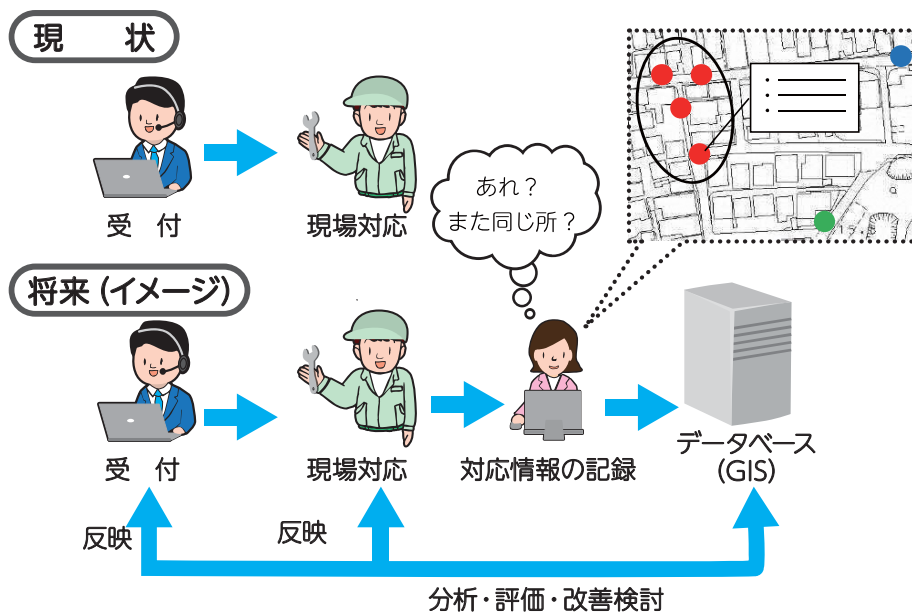 現　状
受　付
現場対応
あれ？
また同じ所？
将来（イメージ）
受　付
現場対応
対応情報の記録
データベース
(GIS)
反映
反映
分析・評価・改善検討